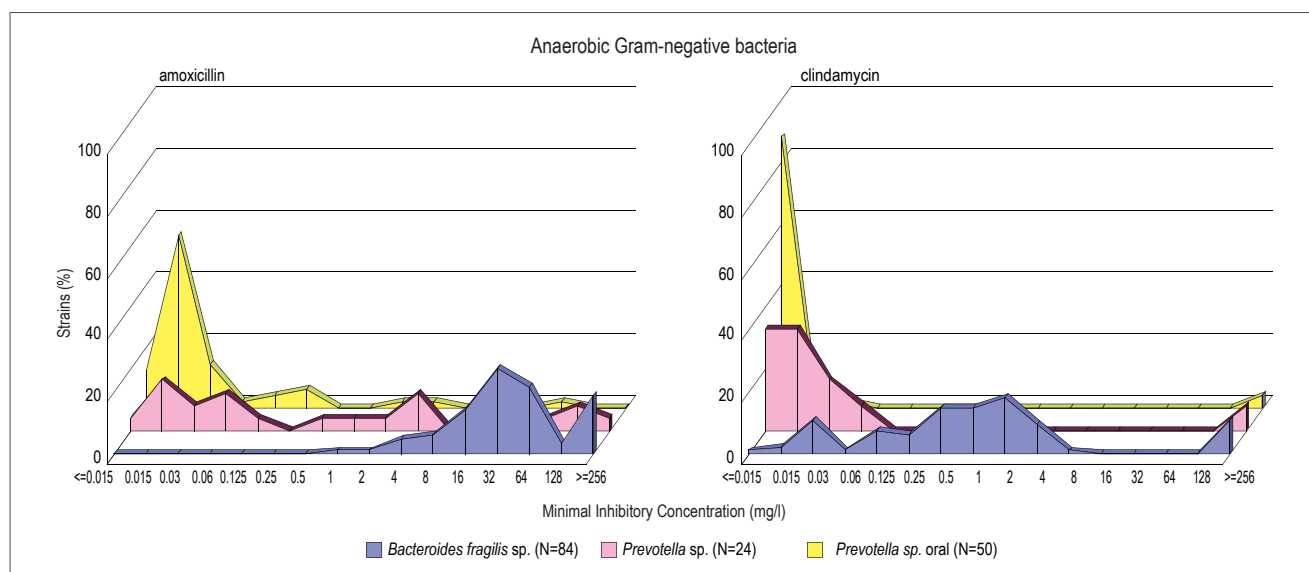 Anaerobic Gram-negative bacteria
amoxicillin
clindamycin
Strains (%)
100
80
60
40
20
0
100
80
60
40
20
0
<=0.015 0.015 0.03 0.06 0.125 0.25 0.5 1 2 4 8 16 32 64 128 >=256
<=0.015 0.015 0.03 0.06 0.125 0.25 0.5 1 2 4 8 16 32 64 128 >=256
Minimal Inhibitory Concentration (mg/l)
Bacteroides fragilis sp. (N=84) Prevotella sp. (N=24) Prevotella sp. oral (N=50)